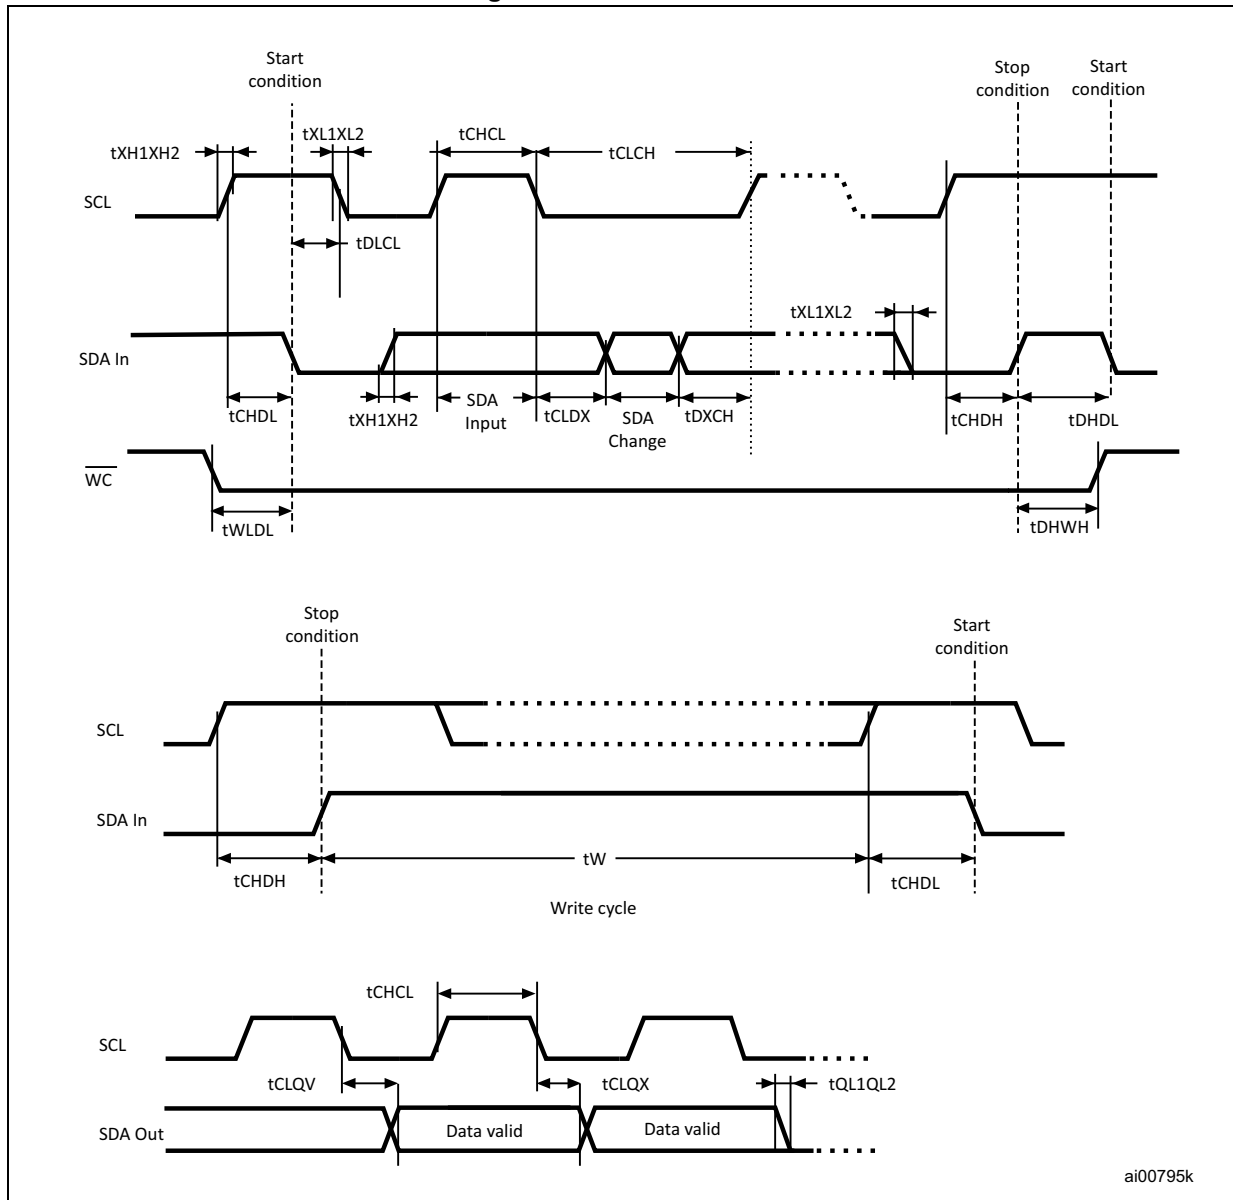 g
Start
condition
Stop
condition
Start
condition
tXH1XH2
tXL1XL2
tCHCL
tCLCH
SCL
tDLCL
tXL1XL2
SDA In
tCHDL
tXH1XH2
SDA
Input
tCLDX
SDA
Change
tDXCH
tCHDH
tDHDL
WC
tWLDL
tDHWH
Stop
condition
Start
condition
SCL
SDA In
tCHDH
tW
tCHDL
Write cycle
tCHCL
SCL
tCLQV
tCLQX
tQL1QL2
SDA Out
Data valid
Data valid
ai00795k